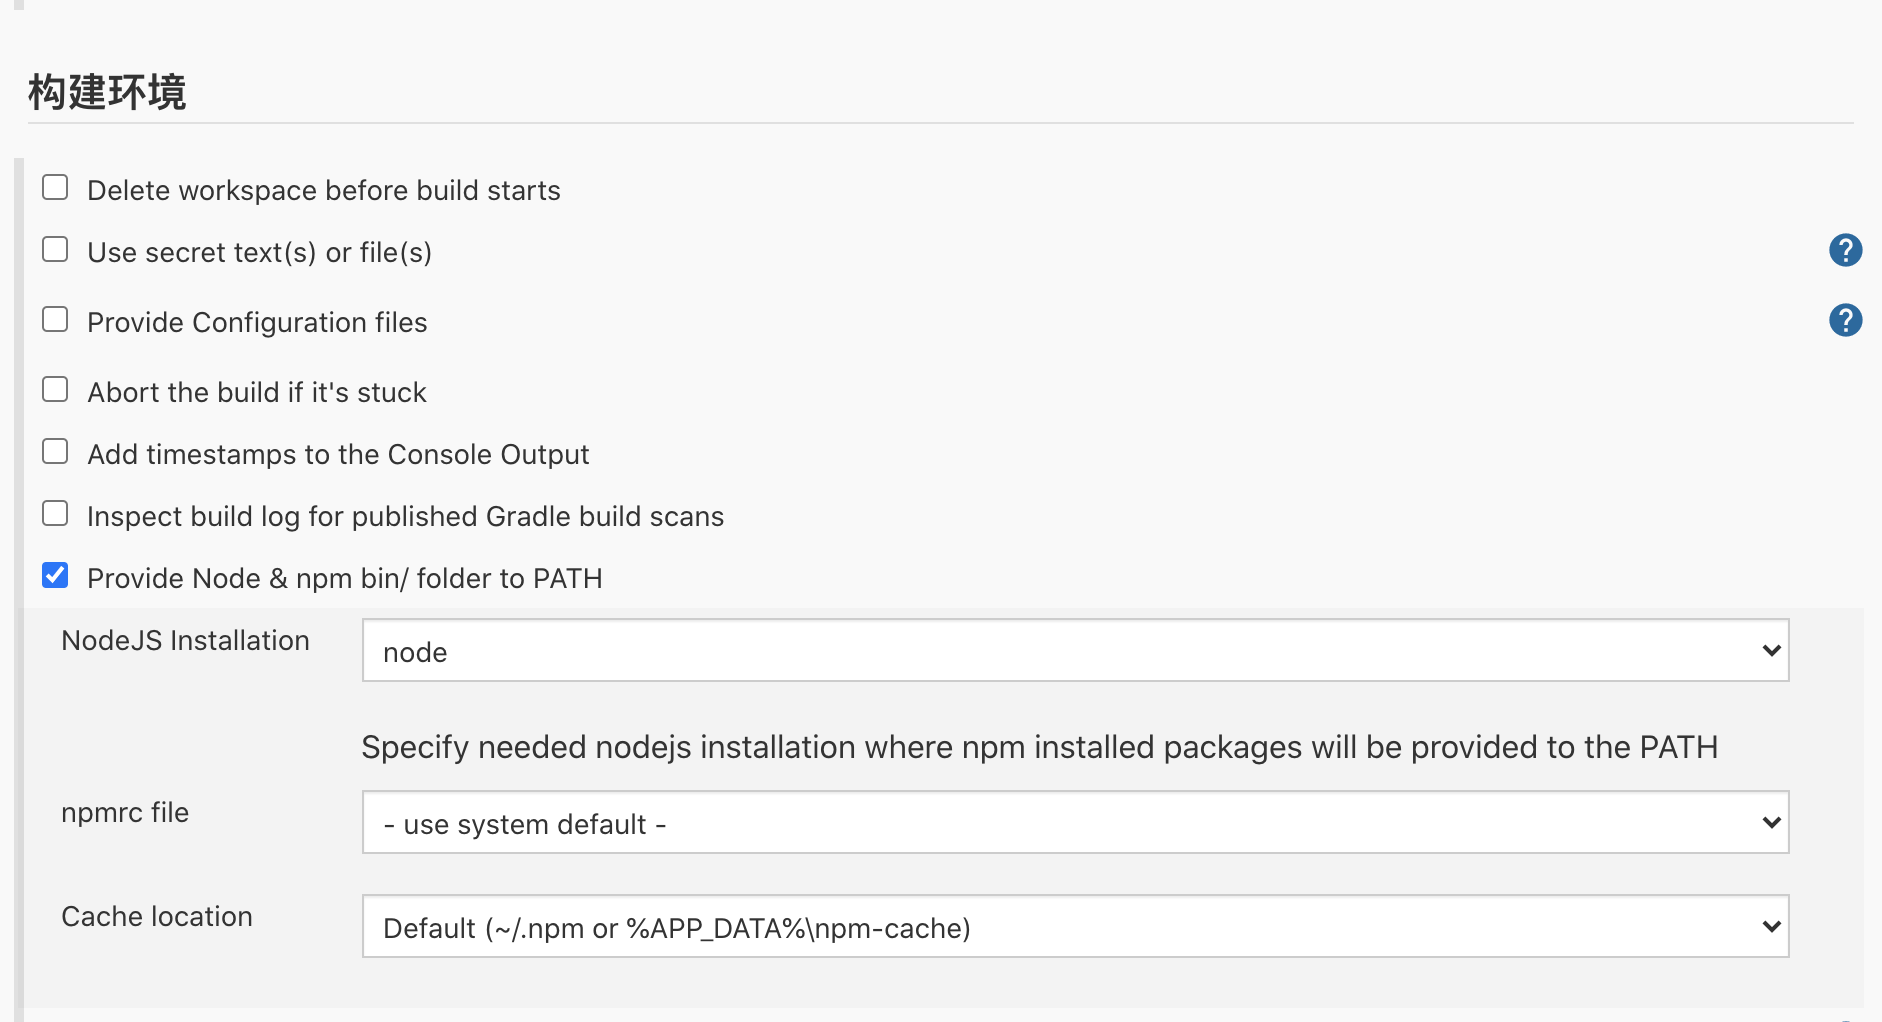 构建环境
Delete workspace before build starts
Use secret text(s) or file(s)
?
Provide Configuration files
?
Abort the build if it's stuck
Add timestamps to the Console Output
Inspect build log for published Gradle build scans
Provide Node & npm bin/ folder to PATH
NodeJS Installation
node
Specify needed nodejs installation where npm installed packages will be provided to the PATH
npmrc file
- use system default -
Cache location
Default (~/.npm or %APP_DATA%\npm-cache)